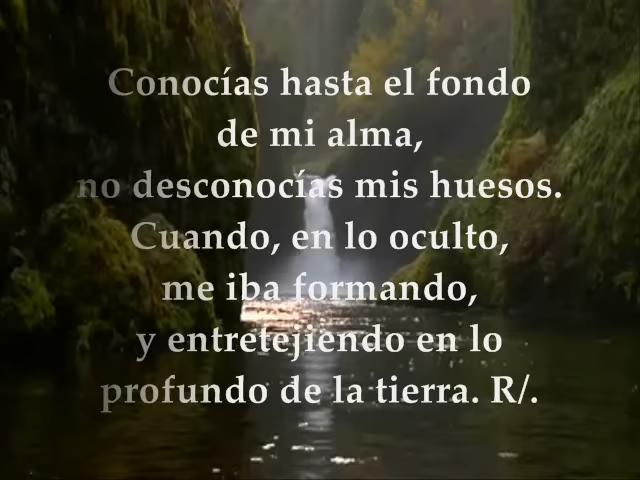 Conocías hasta el fondo
de mi alma,
no desconocías mis huesos.
Cuando, en lo oculto,
me iba formando,
y entretejiendo en lo
profundo de la tierra. R/.